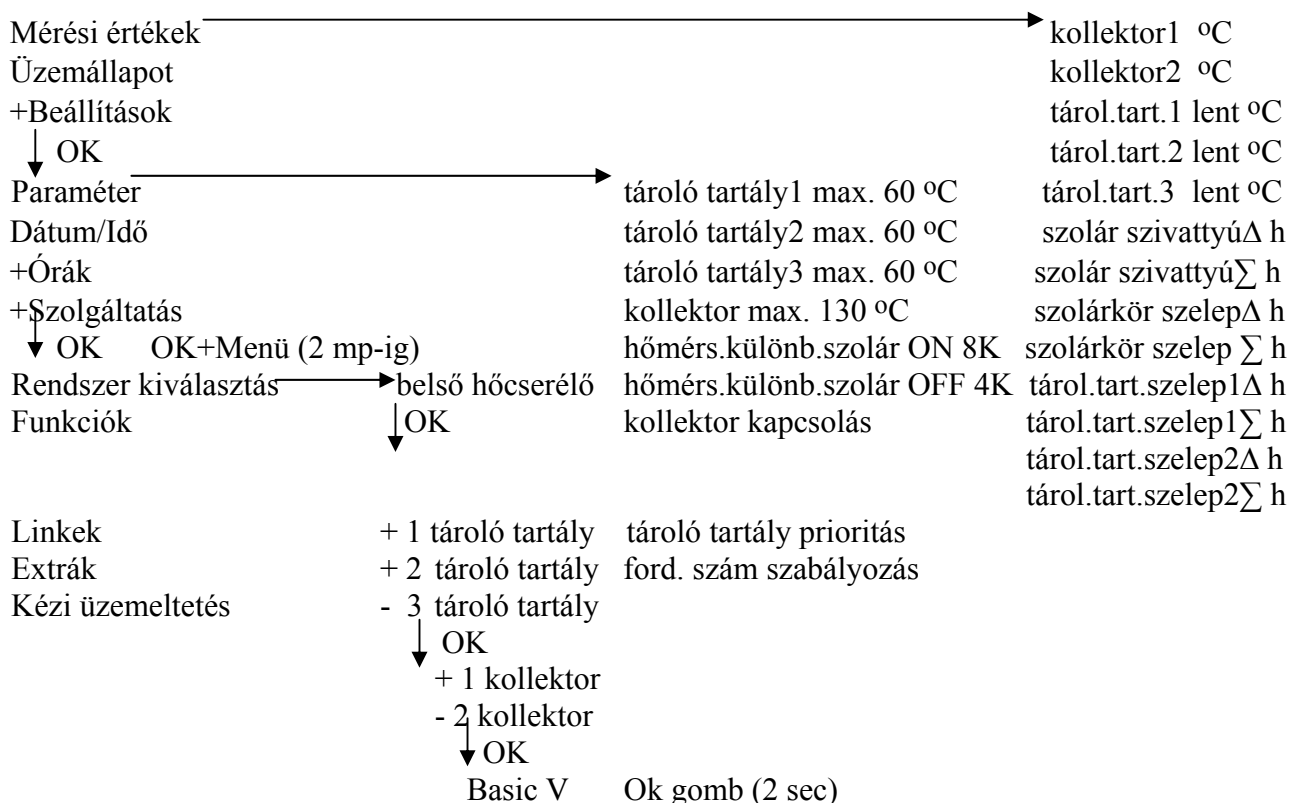 Mérési értékek kollektor1 ºC
Üzemállapot kollektor2 ºC
+Beállítások tárol.tart.1 lent ºC
OK tárol.tart.2 lent ºC
Paraméter tároló tartály1 max. 60 ºC tárol.tart.3 lent ºC
Dátum/Idő tároló tartály2 max. 60 ºC szolár szivattyú∆ h
+Órák tároló tartály3 max. 60 ºC szolár szivattyú∑ h
+Szolgáltatás kollektor max. 130 ºC szolárkör szelep∆ h
OK OK+Menü (2 mp-ig) hőmérs.különb.szolár ON 8K szolárkör szelep ∑ h
Rendszer kiválasztás belső hőcserélő hőmérs.különb.szolár OFF 4K tárol.tart.szelep1∆ h
Funkciók OK kollektor kapcsolás tárol.tart.szelep1∑ h
tárol.tart.szelep2∆ h
tárol.tart.szelep2∑ h
Linkek + 1 tároló tartály tároló tartály prioritás
Extrák + 2 tároló tartály ford. szám szabályozás
Kézi üzemeltetés - 3 tároló tartály
OK
+ 1 kollektor
- 2 kollektor
OK
Basic V Ok gomb (2 sec)